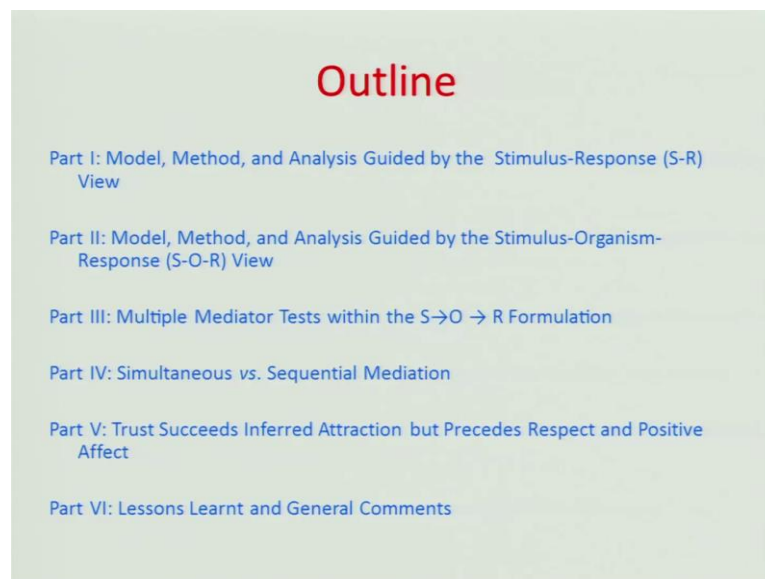 Outline
Part I: Model, Method, and Analysis Guided by the Stimulus-Response (S-R)
View
Part II: Model, Method, and Analysis Guided by the Stimulus-Organism-
Response (S-O-R) View
Part III: Multiple Mediator Tests within the S→O → R Formulation
Part IV: Simultaneous vs. Sequential Mediation
Part V: Trust Succeeds Inferred Attraction but Precedes Respect and Positive
Affect
Part VI: Lessons Learnt and General Comments